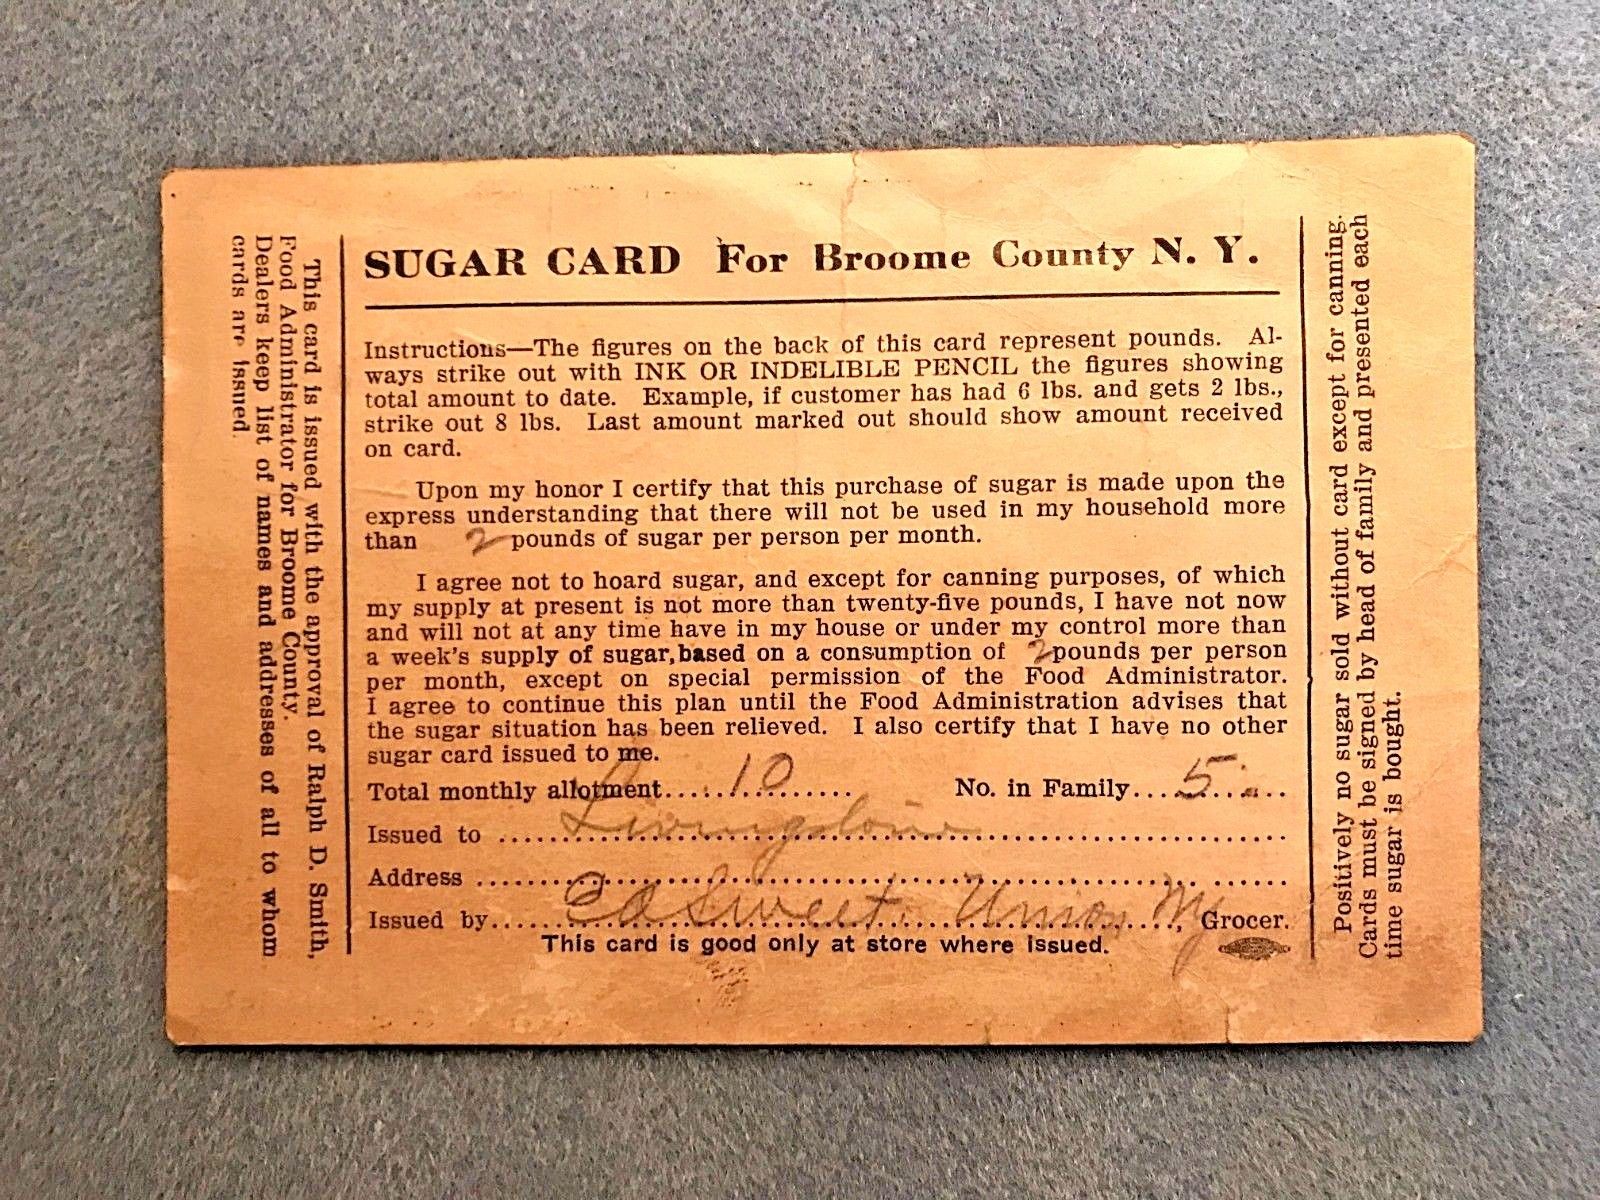 SUGAR CARD For Broome County N. Y.
Instructions—The figures on the back of this card represent pounds. Al-
ways strike out with INK OR INDELIBLE PENCIL the figures showing
total amount to date. Example, if customer has had 6 lbs. and gets 2 lbs.,
strike out 8 lbs. Last amount marked out should show amount received
on card.
Upon my honor I certify that this purchase of sugar is made upon the
express understanding that there will not be used in my household more
than 2 pounds of sugar per person per month.
I agree not to hoard sugar, and except for canning purposes, of which
my supply at present is not more than twenty-five pounds, I have not now
and will not at any time have in my house or under my control more than
a week's supply of sugar, based on a consumption of 2 pounds per person
per month, except on special permission of the Food Administrator.
I agree to continue this plan until the Food Administration advises that
the sugar situation has been relieved. I also certify that I have no other
sugar card issued to me.
Total monthly allotment.....10........ No. in Family....5......
Issued to
Address
Issued by.... Sweet Union NY, Grocer.
This card is good only at store where issued.
This card is issued with the approval of Ralph D. Smith,
Food Administrator for Broome County.
Dealers keep list of names and addresses of all to whom
cards are issued.
Positively no sugar sold without card except for canning.
Cards must be signed by head of family and presented each
time sugar is bought.